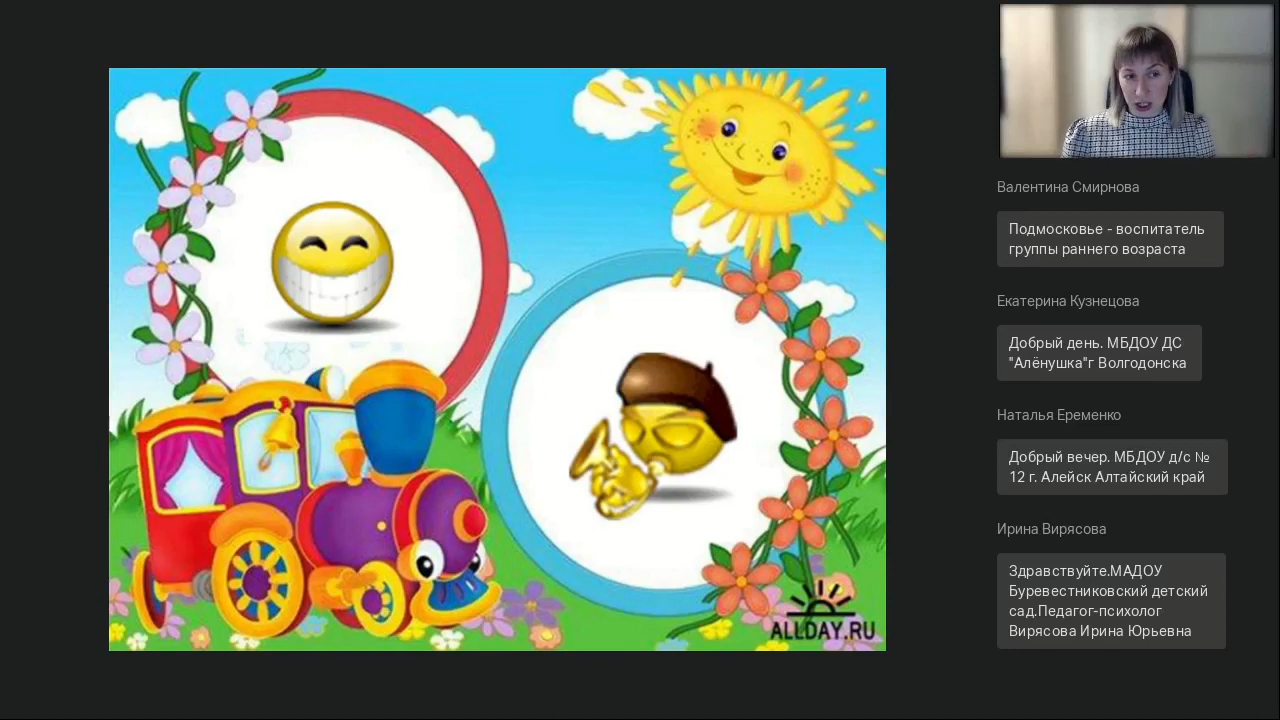 Валентина Смирнова
Подмосковье - воспитатель
группы раннего возраста
Екатерина Кузнецова
Добрый день. МБДОУ ДС
"Алёнушка"г Волгодонска
Наталья Еременко
Добрый вечер. МБДОУ д/с №
12 г. Алейск Алтайский край
Ирина Вирясова
Здравствуйте.МАДОУ
Буревестниковский детский
сад.Педагог-психолог
Вирясова Ирина Юрьевна
ALLDAY.RU